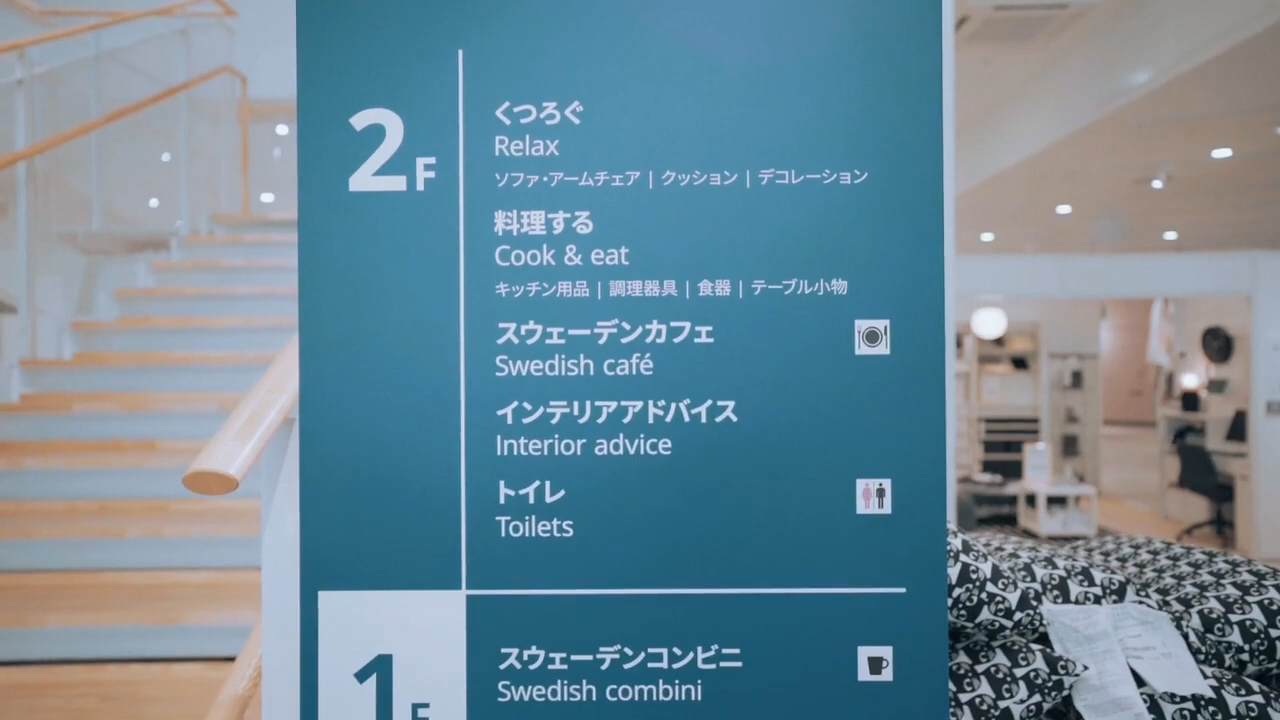 2F
くつろぐ
Relax
ソファ・アームチェア | クッション | デコレーション
料理する
Cook & eat
キッチン用品 | 調理器具 | 食器 | テーブル小物
スウェーデンカフェ
Swedish café
インテリアアドバイス
Interior advice
トイレ
Toilets
1F
スウェーデンコンビニ
Swedish combini